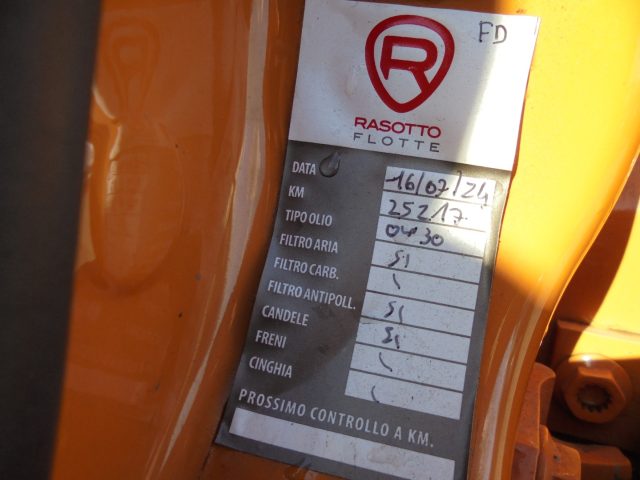 FD
R
RASOTTO
FLOTTE
DATA 16/07/24
KM 25217
TIPO OLIO 0W30
FILTRO ARIA SI
FILTRO CARB. \
FILTRO ANTIPOLL. SI
CANDELE SI
FRENI \
CINGHIA \
PROSSIMO CONTROLLO A KM.